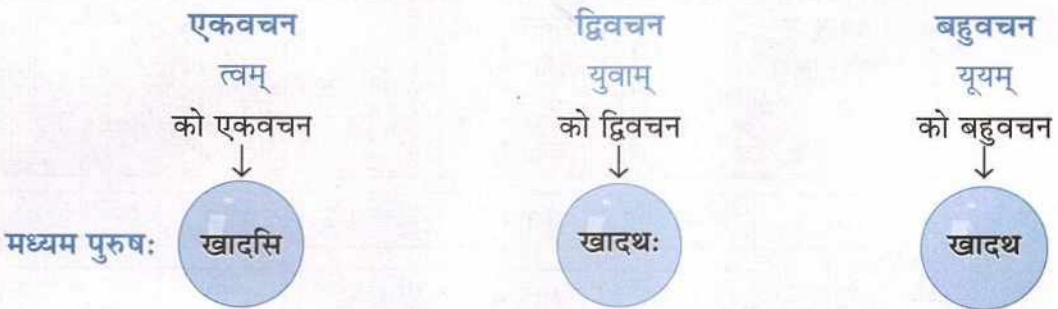 एकवचन द्विवचन बहुवचन
त्वम् युवाम् यूयम्
को एकवचन को द्विवचन को बहुवचन
मध्यम पुरुषः खादसि खादथः खादथ